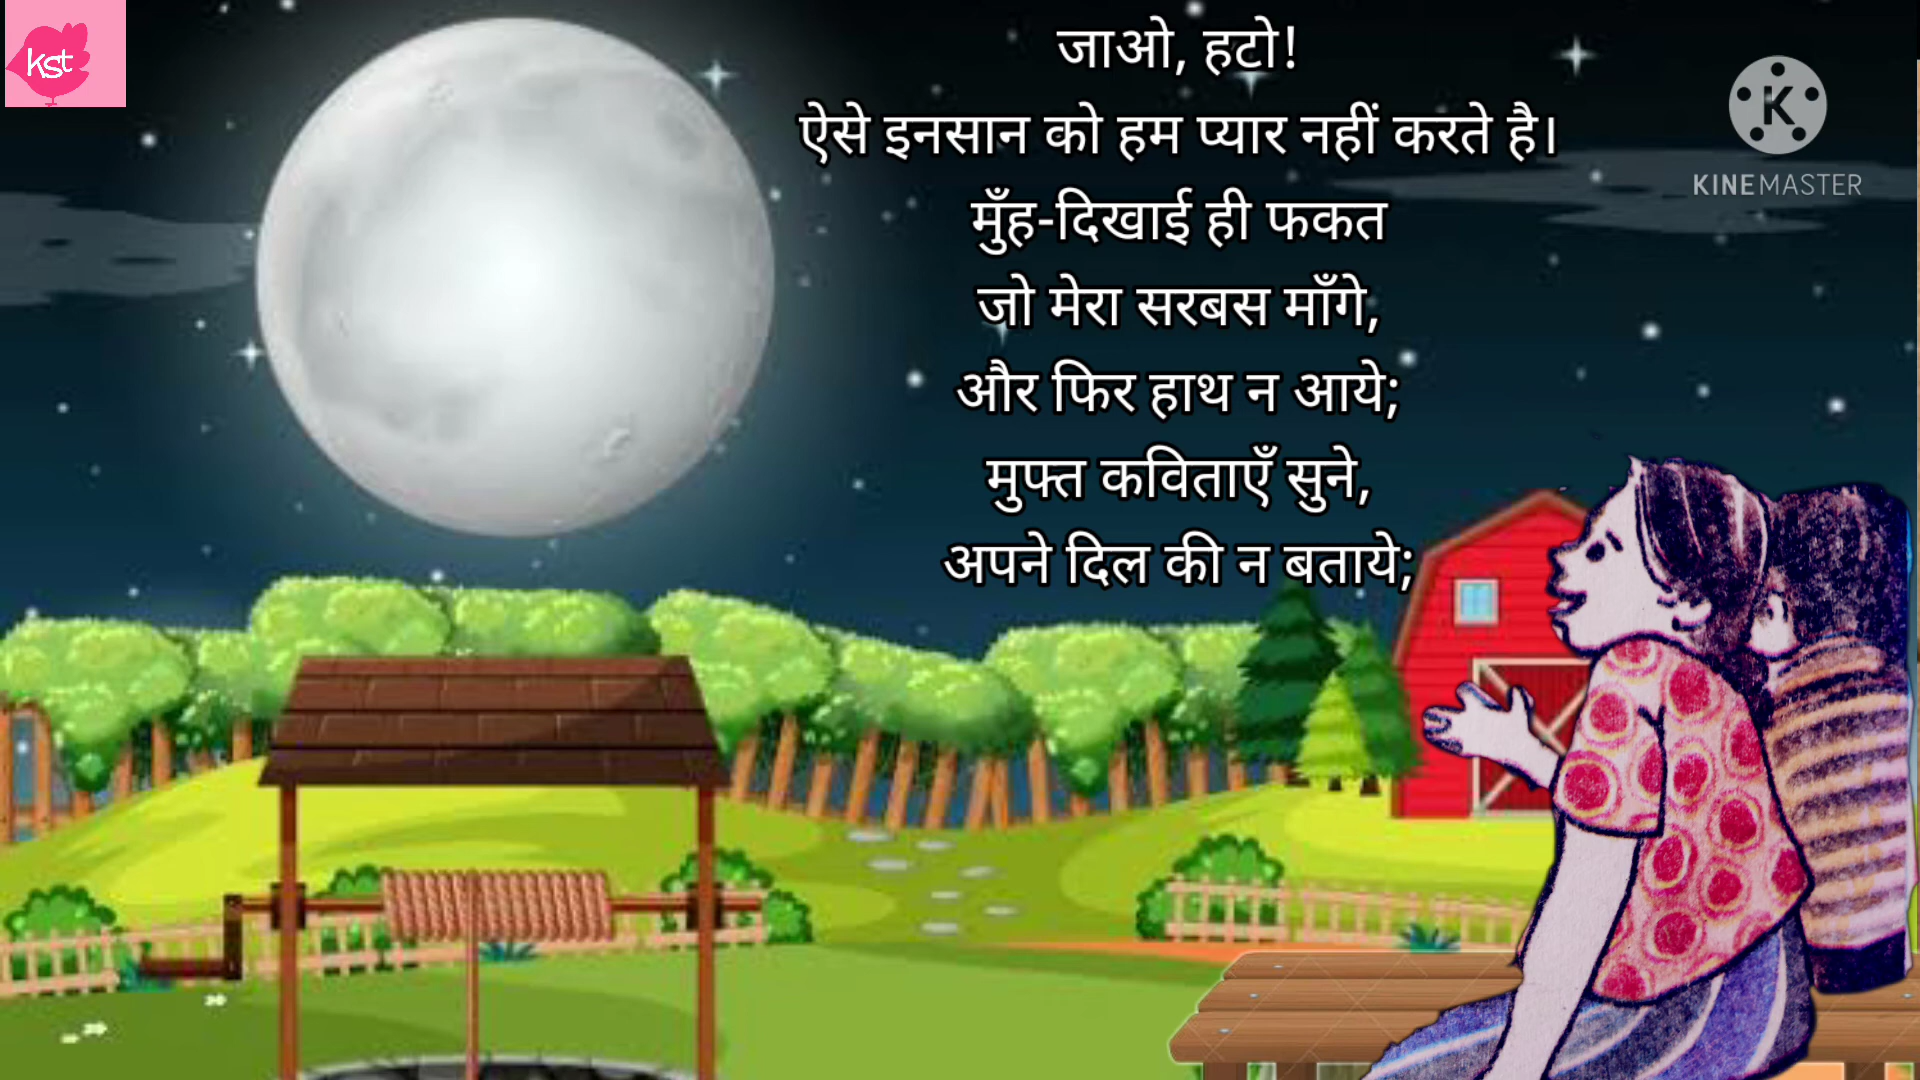 kst
जाओ, हटो!
ऐसे इनसान को हम प्यार नहीं करते है।
मुँह-दिखाई ही फकत
जो मेरा सरबस माँगे,
और फिर हाथ न आये;
मुफ्त कविताएँ सुने,
अपने दिल की न बताये;
K
KINEMASTER